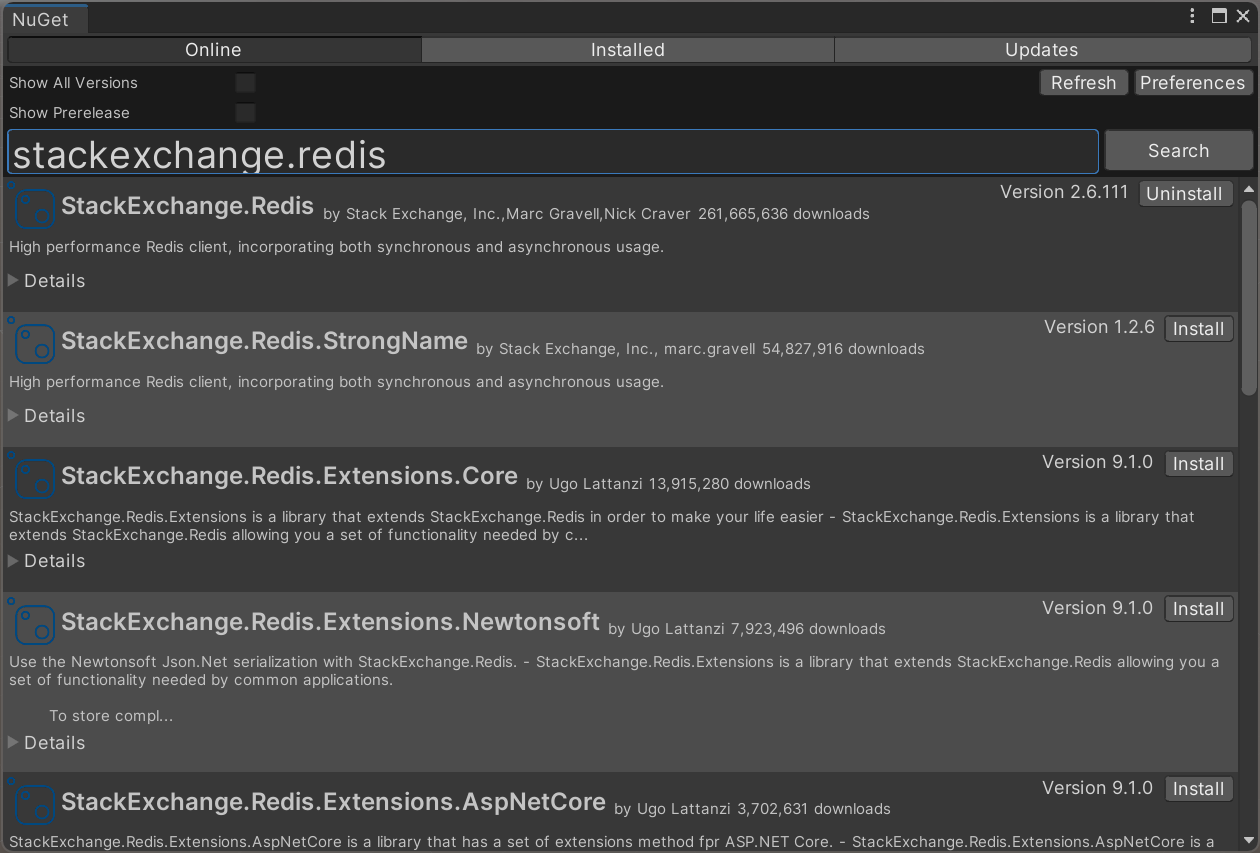 NuGet
Online Installed Updates
Show All Versions Refresh Preferences
Show Prerelease
stackexchange.redis Search
StackExchange.Redis by Stack Exchange, Inc.,Marc Gravell,Nick Craver 261,665,636 downloads Version 2.6.111 Uninstall
High performance Redis client, incorporating both synchronous and asynchronous usage.
Details
StackExchange.Redis.StrongName by Stack Exchange, Inc., marc.gravell 54,827,916 downloads Version 1.2.6 Install
High performance Redis client, incorporating both synchronous and asynchronous usage.
Details
StackExchange.Redis.Extensions.Core by Ugo Lattanzi 13,915,280 downloads Version 9.1.0 Install
StackExchange.Redis.Extensions is a library that extends StackExchange.Redis in order to make your life easier - StackExchange.Redis.Extensions is a library that
extends StackExchange.Redis allowing you a set of functionality needed by c...
Details
StackExchange.Redis.Extensions.Newtonsoft by Ugo Lattanzi 7,923,496 downloads Version 9.1.0 Install
Use the Newtonsoft Json.Net serialization with StackExchange.Redis. - StackExchange.Redis.Extensions is a library that extends StackExchange.Redis allowing you a
set of functionality needed by common applications.
To store compl...
Details
StackExchange.Redis.Extensions.AspNetCore by Ugo Lattanzi 3,702,631 downloads Version 9.1.0 Install
StackExchange.Redis.Extensions.AspNetCore is a library that has a set of extensions method fpr ASP.NET Core. - StackExchange.Redis.Extensions.AspNetCore is a